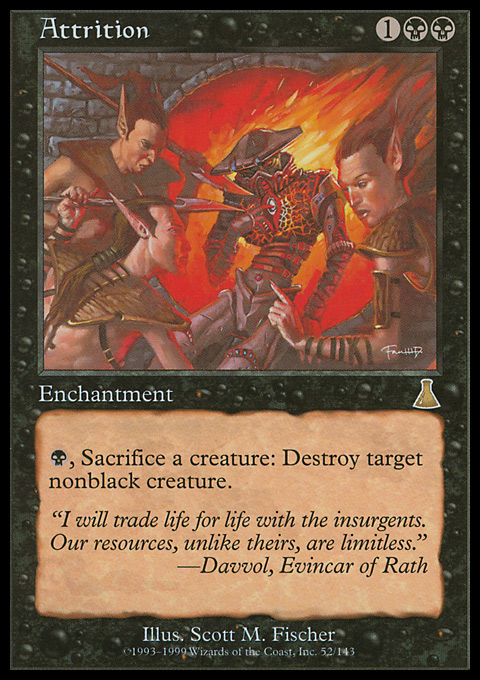 Attrition 1
Enchantment
, Sacrifice a creature: Destroy target
nonblack creature.
“I will trade life for life with the insurgents.
Our resources, unlike theirs, are limitless.”
—Davvol, Evincar of Rath
Illus. Scott M. Fischer
©1993–1999 Wizards of the Coast, Inc. 52/143